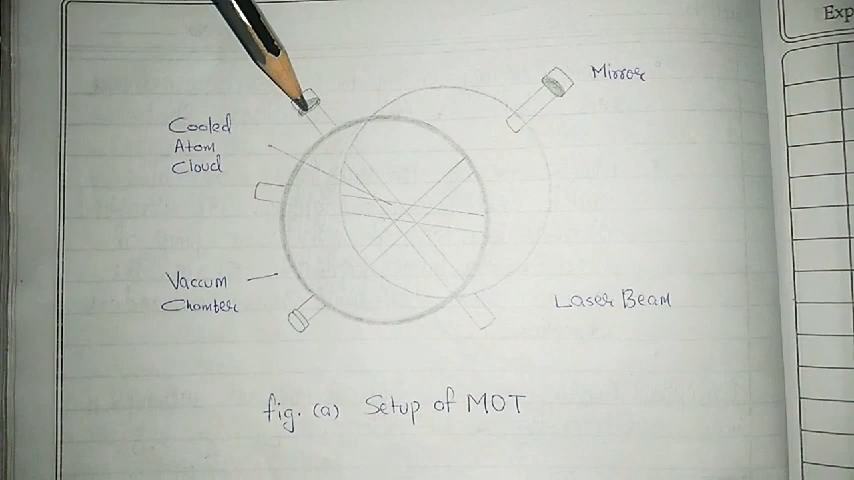 Exp
Mirror
Cooled
Atom
Cloud
Vaccum
Chamber
Laser Beam
fig. (a) Setup of MOT